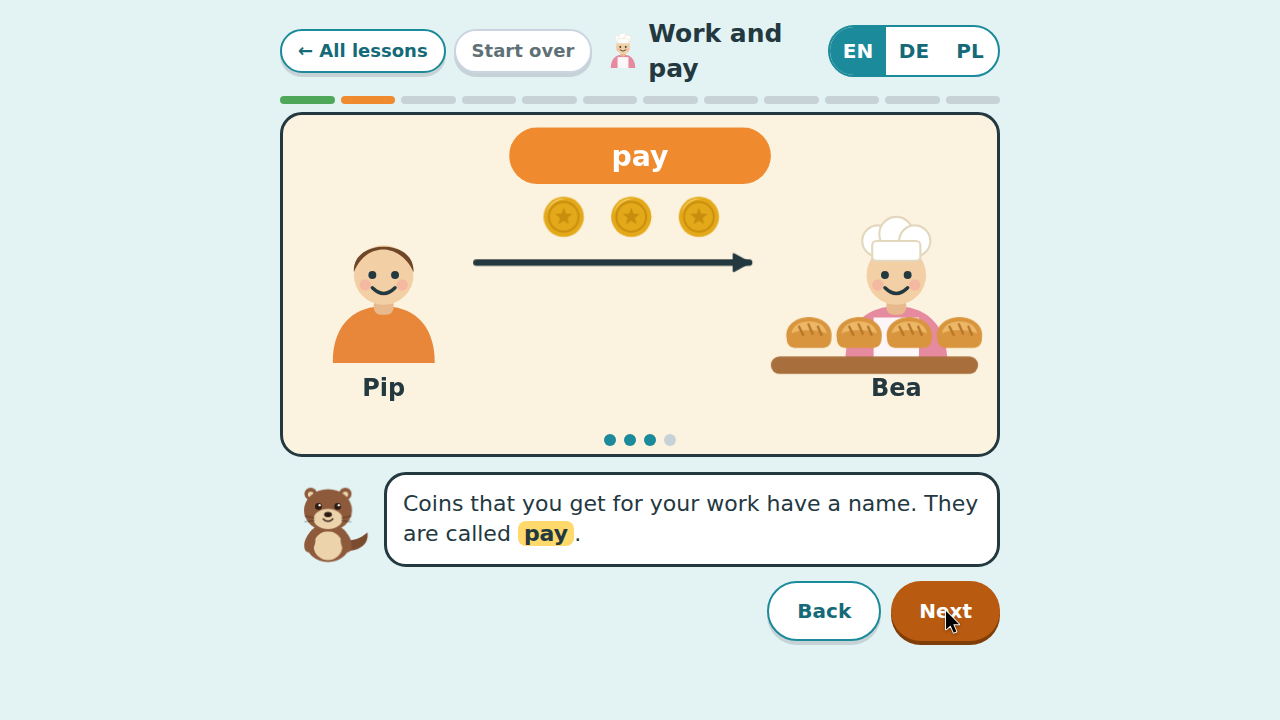 ← All lessons
Start over
Work and
pay
EN
DE
PL
pay
Pip
Bea
Coins that you get for your work have a name. They
are called pay.
Back
Next